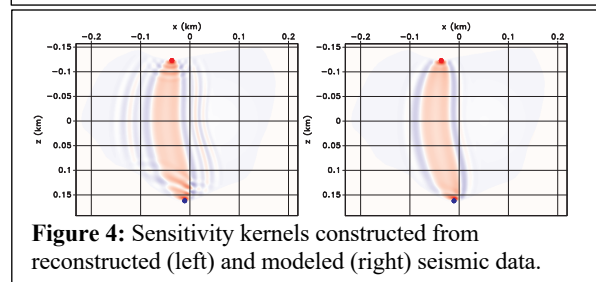 x (km)
x (km)
−0.2 −0.1 0 0.1 0.2
−0.2 −0.1 0 0.1 0.2
z (km)
−0.15
−0.1
−0.05
0
0.05
0.1
0.15
z (km)
−0.15
−0.1
−0.05
0
0.05
0.1
0.15
Figure 4: Sensitivity kernels constructed from
reconstructed (left) and modeled (right) seismic data.